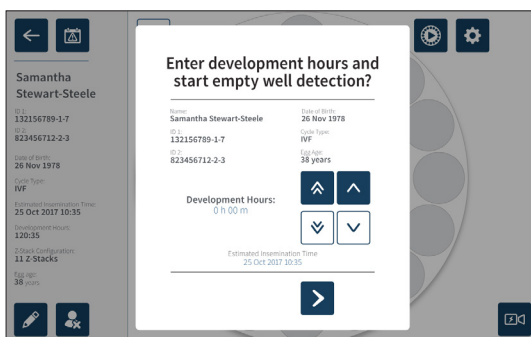 Samantha
Stewart-Steele
ID 1:
132156789-1-7
ID 2:
823456712-2-3
Date of Birth:
26 Nov 1978
Cycle Type:
IVF
Estimated Insemination Time:
25 Oct 2017 10:35
Development Hours:
120:35
Z-Stack Configuration:
11 Z-Stacks
Egg Age:
38 years
Enter development hours and
start empty well detection?
Name:
Samantha Stewart-Steele
Date of Birth:
26 Nov 1978
ID 1:
132156789-1-7
Cycle Type:
IVF
ID 2:
823456712-2-3
Egg Age:
38 years
Development Hours:
0 h 00 m
Estimated Insemination Time
25 Oct 2017 10:35